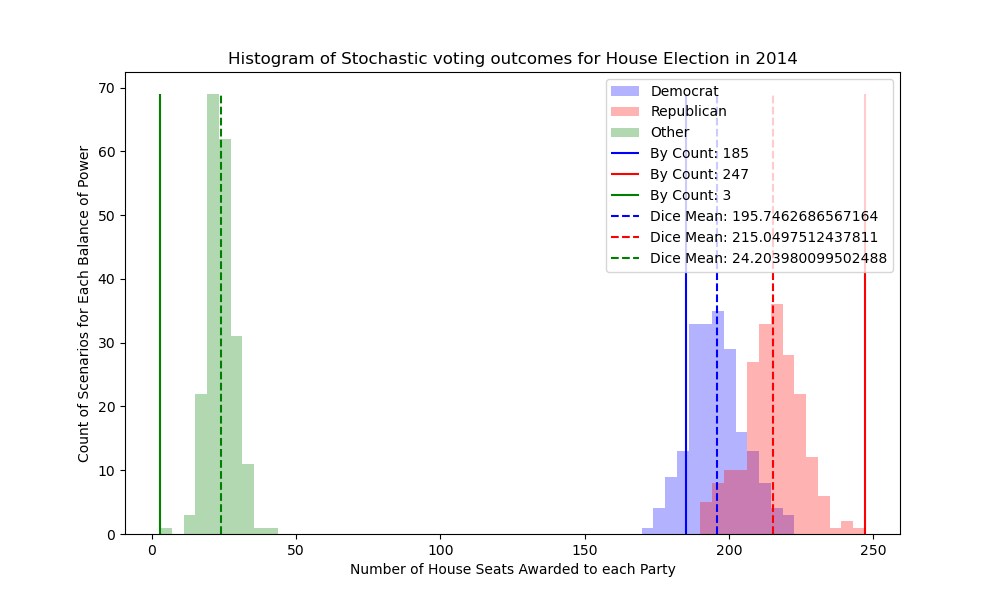 Histogram of Stochastic voting outcomes for House Election in 2014
70
60
50
40
30
20
10
0
Count of Scenarios for Each Balance of Power
Democrat
Republican
Other
By Count: 185
By Count: 247
By Count: 3
Dice Mean: 195.7462686567164
Dice Mean: 215.0497512437811
Dice Mean: 24.203980099502488
0 50 100 150 200 250
Number of House Seats Awarded to each Party